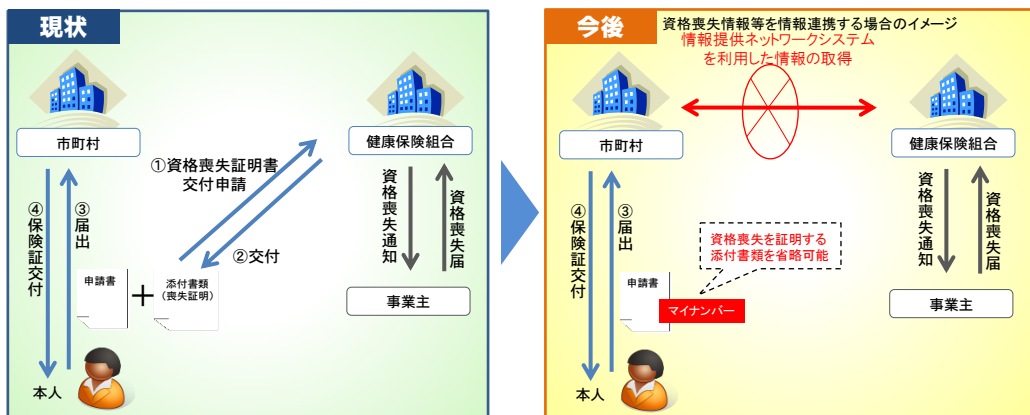 現状
市町村
健康保険組合
①資格喪失証明書
交付申請
②交付
③届出
④保険証交付
資格喪失通知
資格喪失届
申請書
＋
添付書類
（喪失証明）
事業主
本人
今後
資格喪失情報等を情報連携する場合のイメージ
情報提供ネットワークシステム
を利用した情報の取得
市町村
健康保険組合
④保険証交付
③届出
資格喪失を証明する
添付書類を省略可能
資格喪失通知
資格喪失届
申請書
マイナンバー
事業主
本人